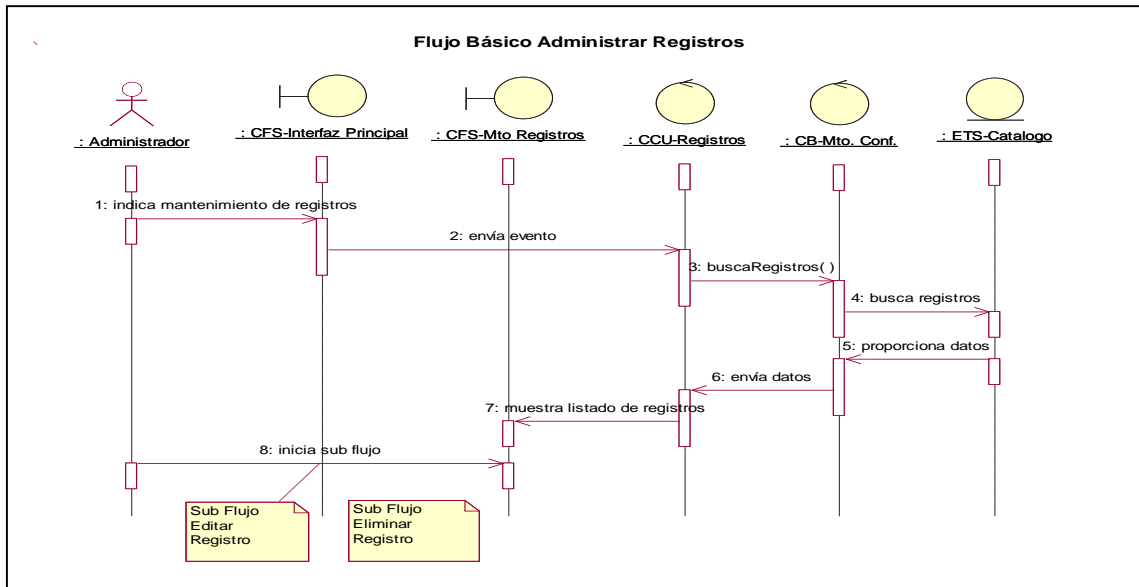 Flujo Básico Administrar Registros
: Administrador
: CFS-Interfaz Principal
: CFS-Mto Registros
: CCU-Registros
: CB-Mto. Conf.
: ETS-Catalogo
1: indica mantenimiento de registros
2: envía evento
3: buscaRegistros( )
4: busca registros
5: proporciona datos
6: envía datos
7: muestra listado de registros
8: inicia sub flujo
Sub Flujo
Editar
Registro
Sub Flujo
Eliminar
Registro